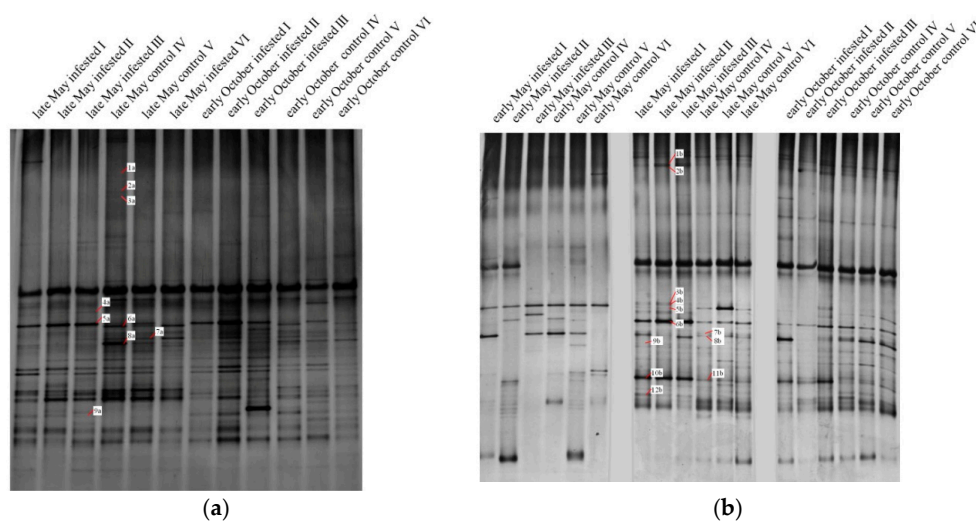 late May infested I
late May infested II
late May infested III
late May control IV
late May control V
late May infested VI
early October infested I
early October infested II
early October infested III
early October control IV
early October control V
early October control
1a
2a
3a
4a
5a
6a
7a
8a
9a
(a)
early May infested I
early May infested II
early May infested III
early May control IV
early May control V
early May control VI
late May infested I
late May infested II
late May infested III
late May control IV
late May control V
late May control VI
early October infested I
early October infested II
early October infested III
early October control IV
early October control V
early October control VI
1b
2b
3b
4b
5b
6b
7b
8b
9b
10b
11b
12b
(b)